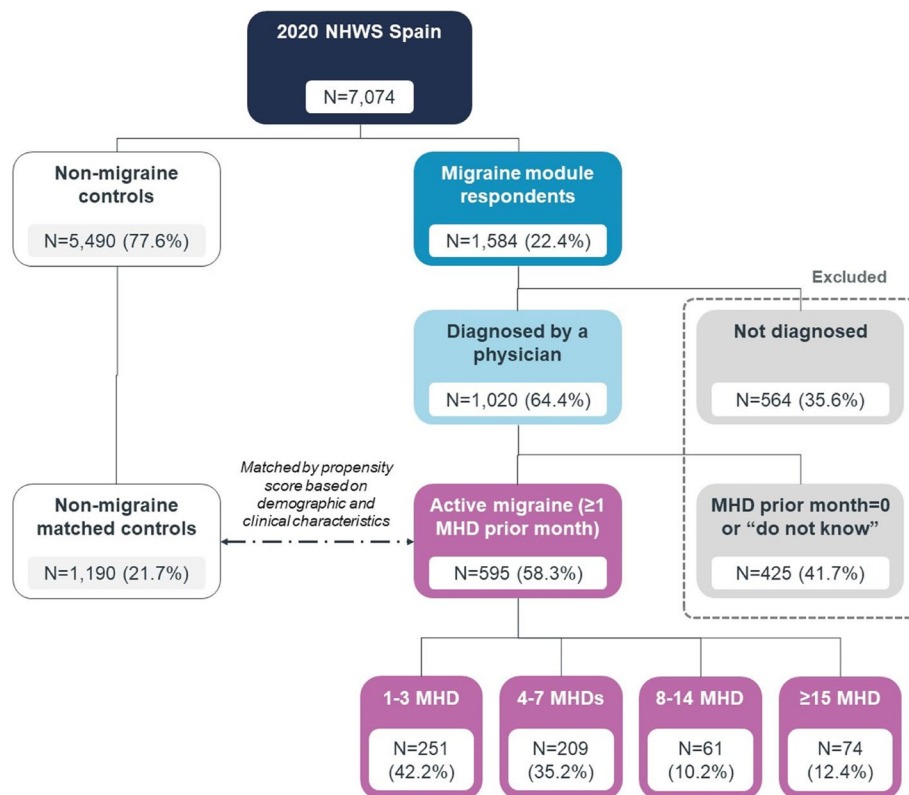 2020 NHWS Spain
N=7,074
Non-migraine
controls
N=5,490 (77.6%)
Migraine module
respondents
N=1,584 (22.4%)
Excluded
Diagnosed by a
physician
N=1,020 (64.4%)
Not diagnosed
N=564 (35.6%)
Matched by propensity
score based on
demographic and
clinical characteristics
Non-migraine
matched controls
N=1,190 (21.7%)
Active migraine (≥1
MHD prior month)
N=595 (58.3%)
MHD prior month=0
or “do not know”
N=425 (41.7%)
1-3 MHD
N=251
(42.2%)
4-7 MHDs
N=209
(35.2%)
8-14 MHD
N=61
(10.2%)
≥15 MHD
N=74
(12.4%)